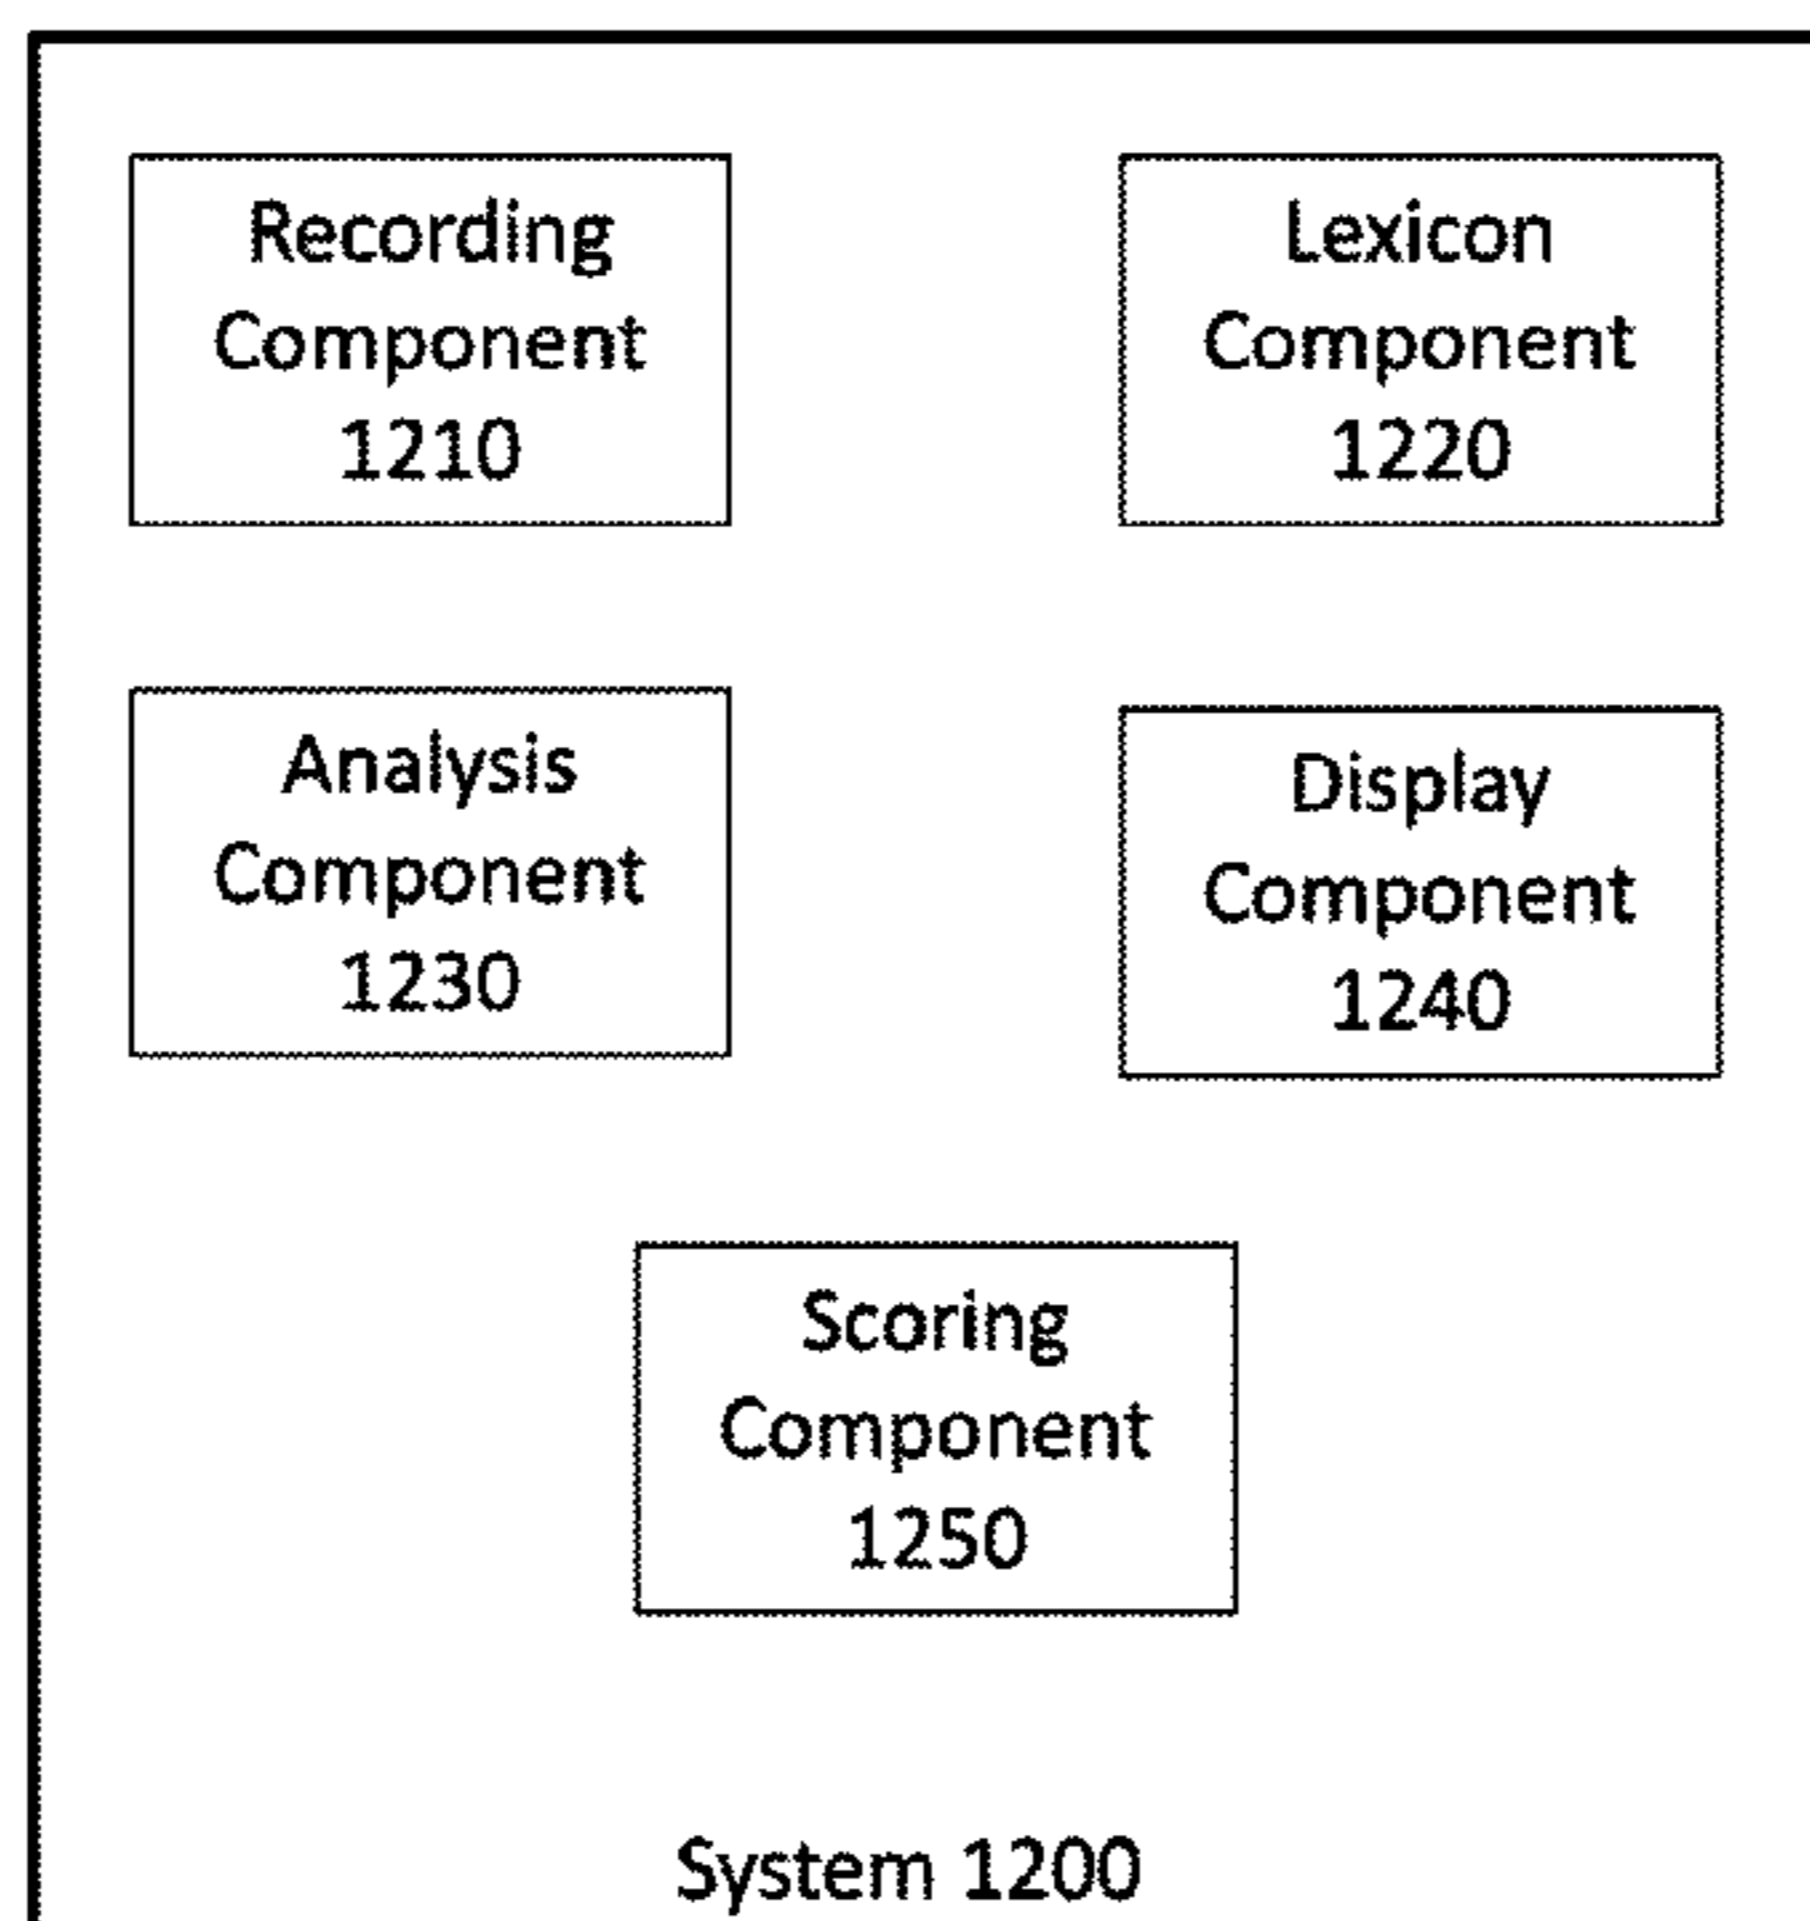 Recording
Component
1210
Lexicon
Component
1220
Analysis
Component
1230
Display
Component
1240
Scoring
Component
1250
System 1200